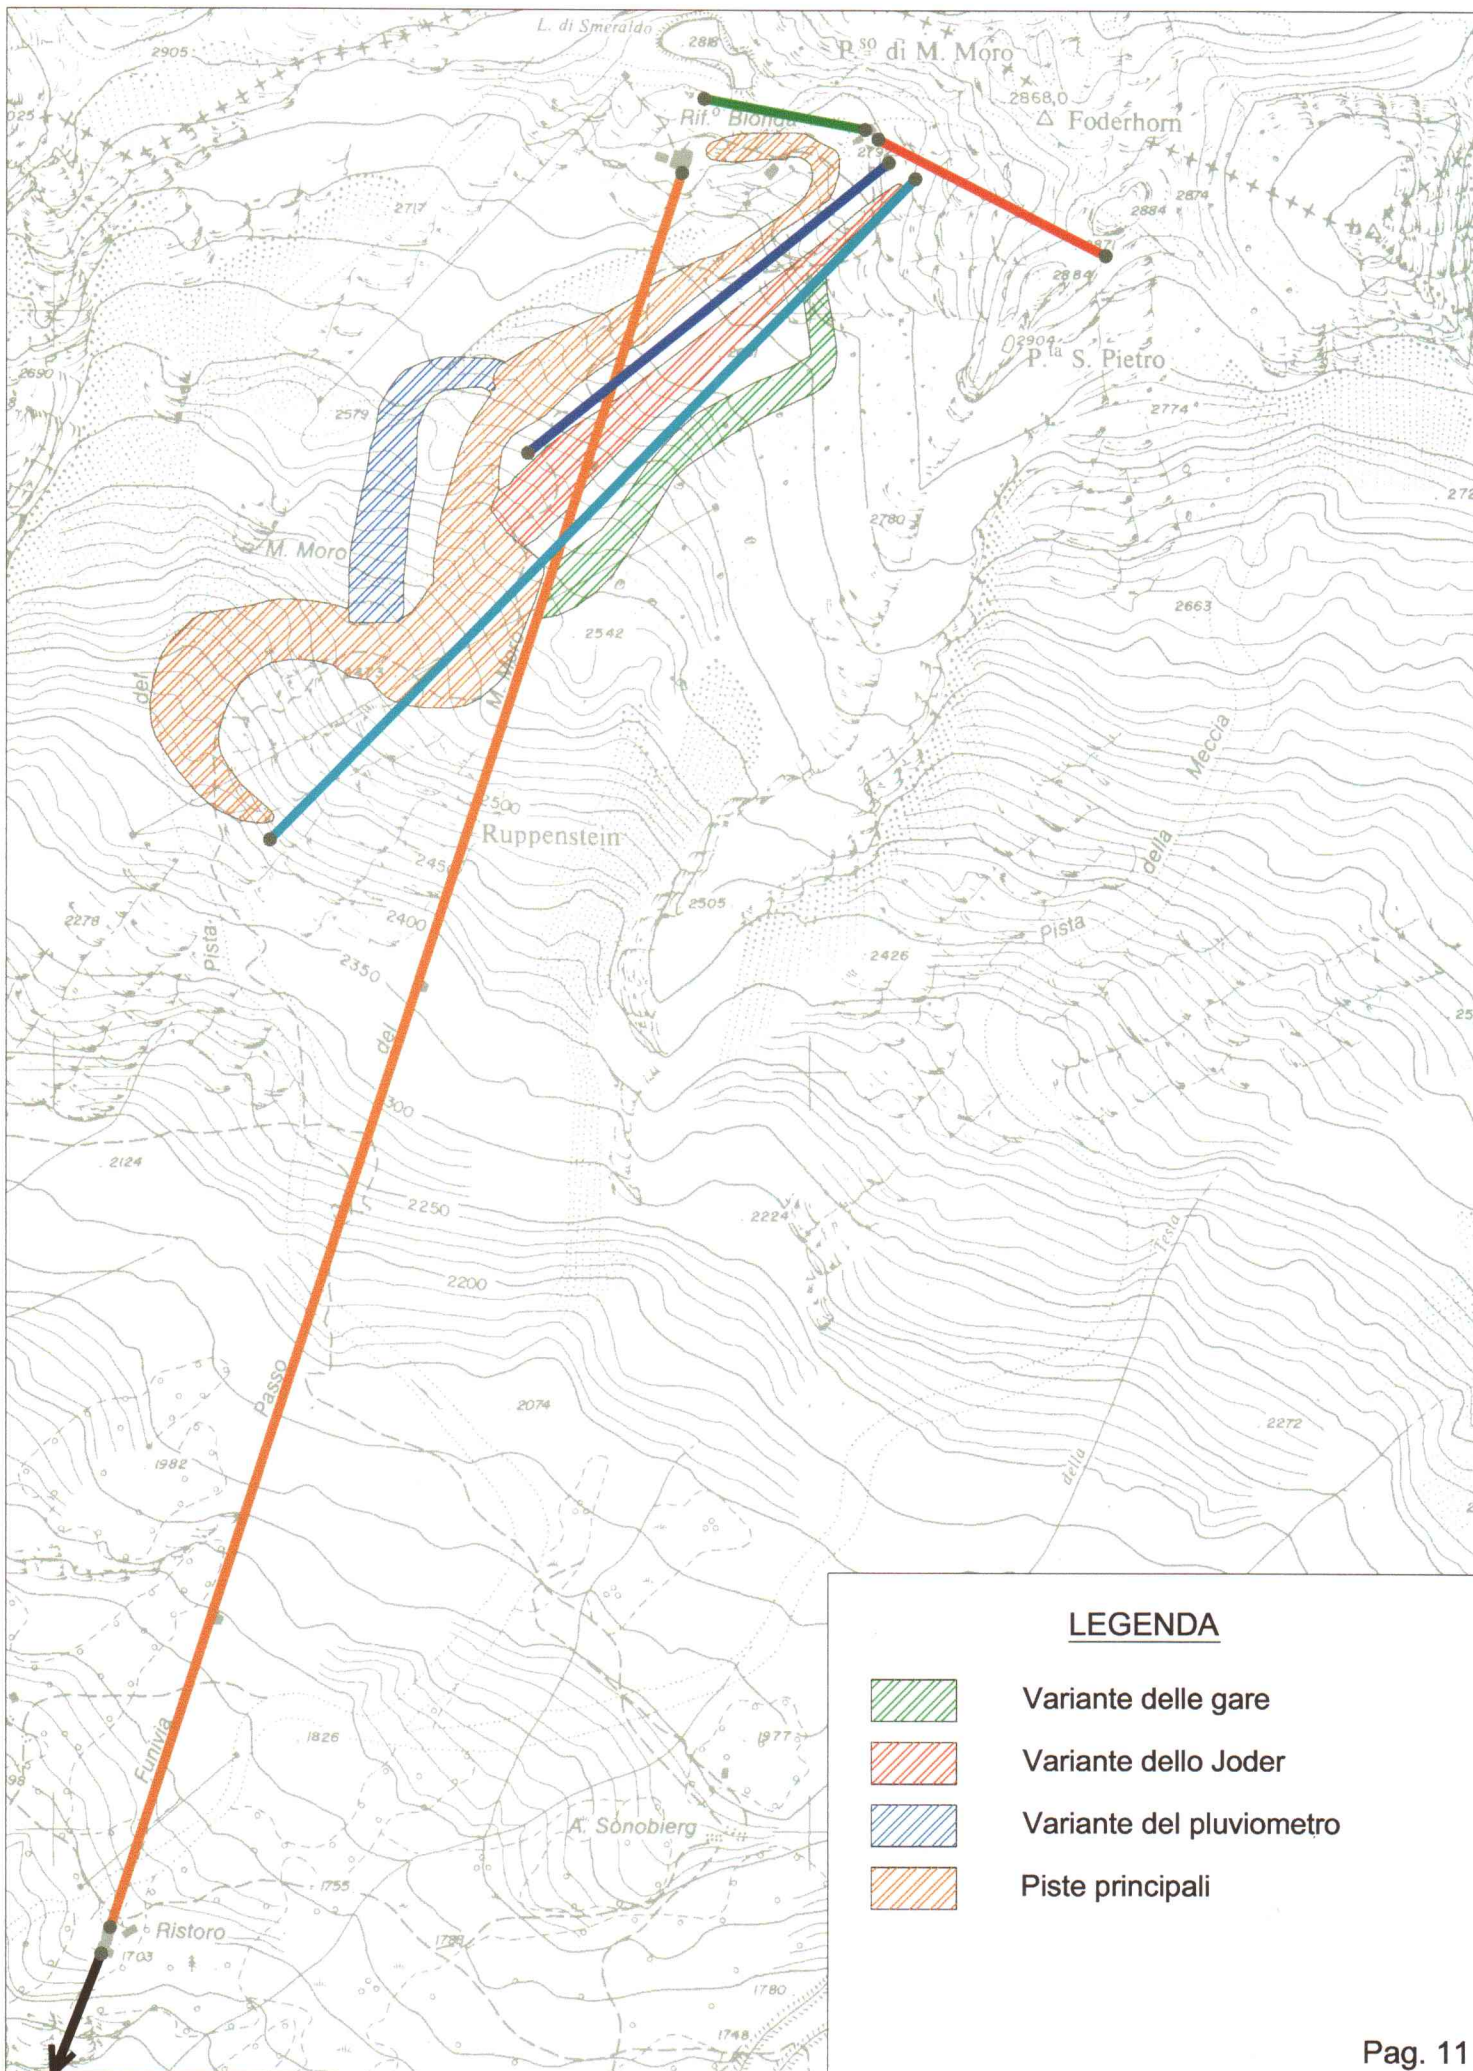 L. di Smeraldo
2905
2818
P.so di M. Moro
2868,0
Foderhorn
Rif.o Bionda
2717
2884
2874
2884
2904
P.ta S. Pietro
2690
2579
2774
2780
M. Moro
2663
2542
del
M. Moro
2500
Ruppenstein
2450
Meccia
della
Pista
2505
2400
2278
Pista
2350
2426
del
2124
2250
2224
Testa
2200
Passo
2074
2272
1982
della
LEGENDA
Variante delle gare
Variante dello Joder
Variante del pluviometro
Piste principali
Funivia
1826
1977
A. Sonobierg
1755
Ristoro
1703
1780
1748
Pag. 11